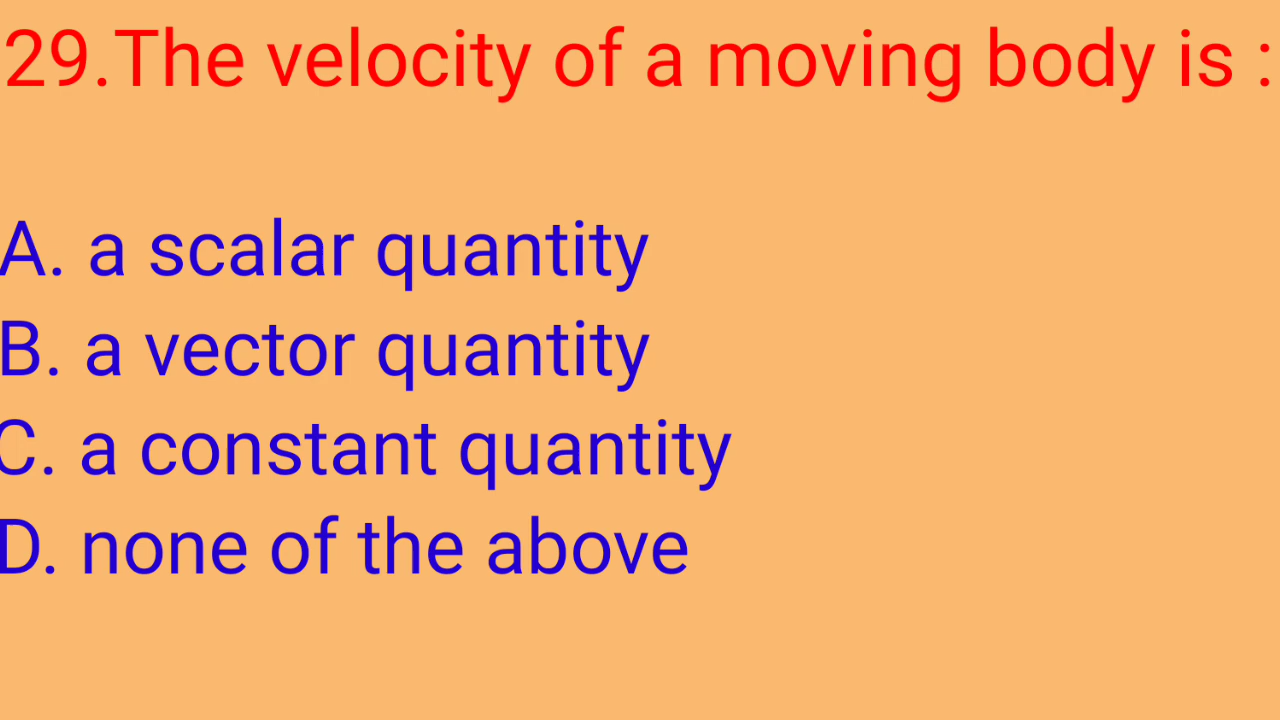 29.The velocity of a moving body is :
A. a scalar quantity
B. a vector quantity
C. a constant quantity
D. none of the above